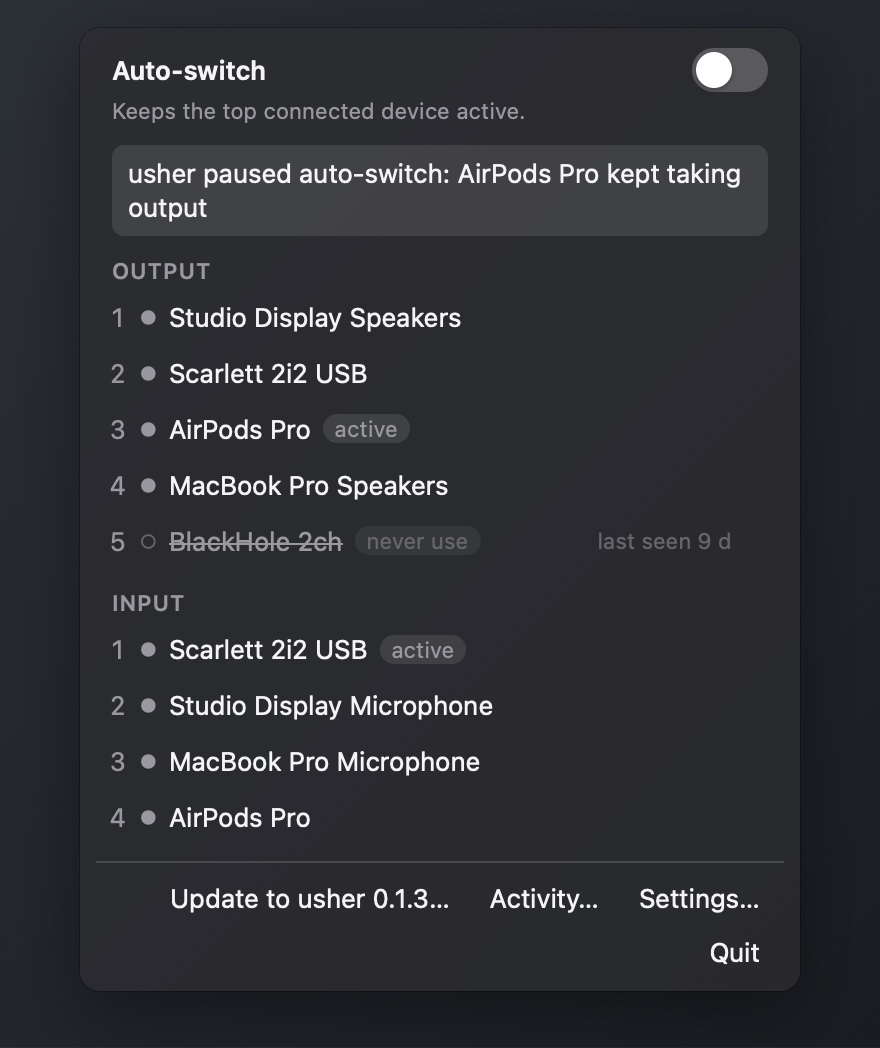 Auto-switch
Keeps the top connected device active.
usher paused auto-switch: AirPods Pro kept taking
output
OUTPUT
1 Studio Display Speakers
2 Scarlett 2i2 USB
3 AirPods Pro active
4 MacBook Pro Speakers
5 BlackHole 2ch never use last seen 9 d
INPUT
1 Scarlett 2i2 USB active
2 Studio Display Microphone
3 MacBook Pro Microphone
4 AirPods Pro
Update to usher 0.1.3... Activity... Settings...
Quit